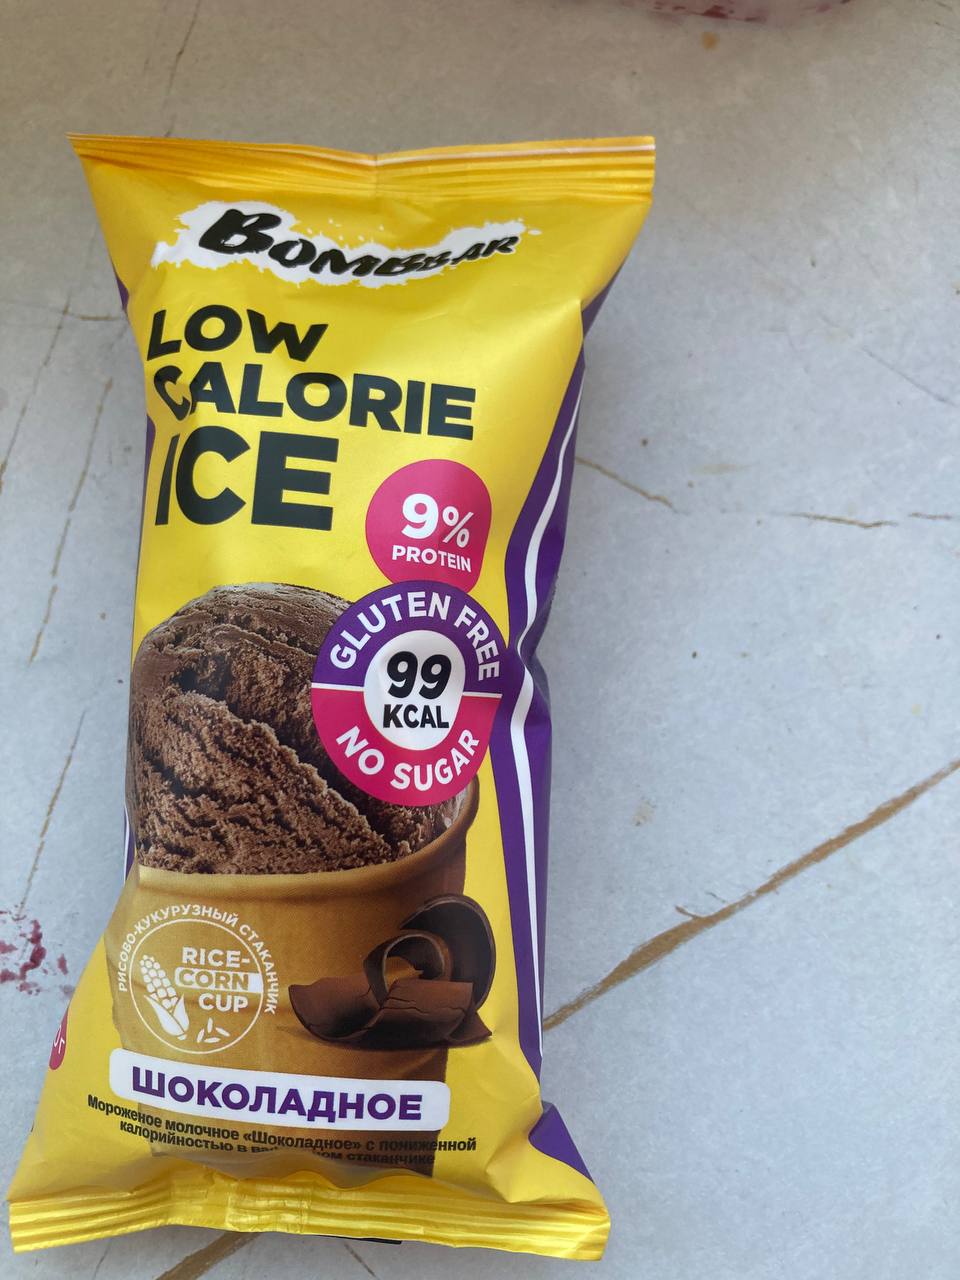 BOMBBAR
LOW
CALORIE
ICE
9%
PROTEIN
GLUTEN FREE
99
KCAL
NO SUGAR
РИСОВО-КУКУРУЗНЫЙ СТАКАНЧИК
RICE-
CORN
CUP
ШОКОЛАДНОЕ
Мороженое молочное «Шоколадное» с пониженной
калорийностью в стаканчике